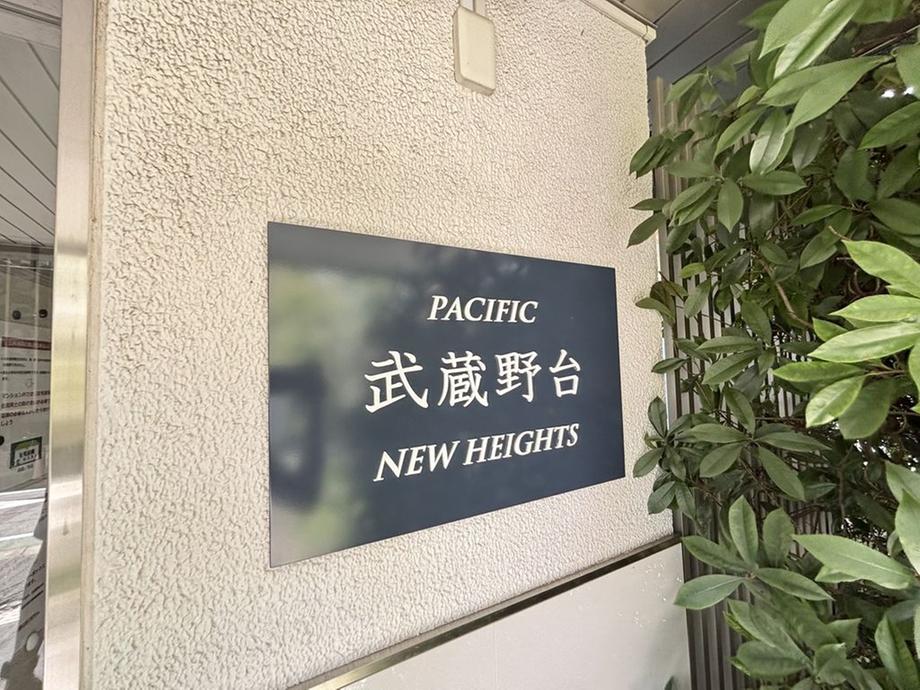 PACIFIC
武蔵野台
NEW HEIGHTS